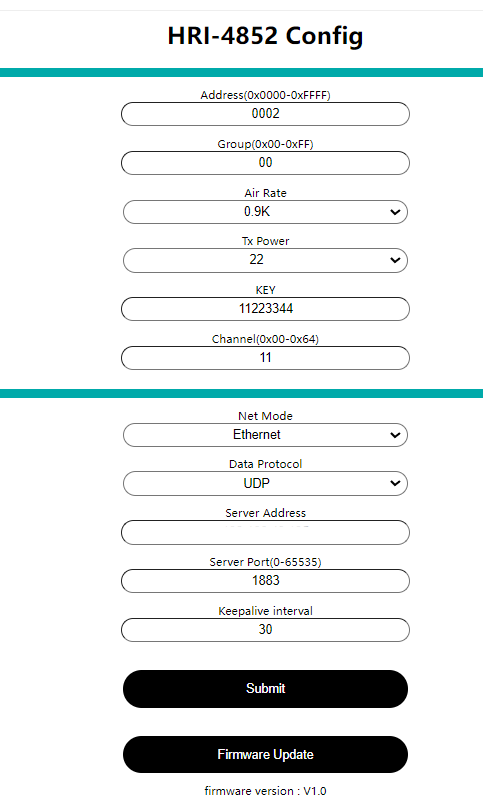 HRI-4852 Config
Address(0x0000-0xFFFF)
0002
Group(0x00-0xFF)
00
Air Rate
0.9K
Tx Power
22
KEY
11223344
Channel(0x00-0x64)
11
Net Mode
Ethernet
Data Protocol
UDP
Server Address
Server Port(0-65535)
1883
Keepalive interval
30
Submit
Firmware Update
firmware version : V1.0